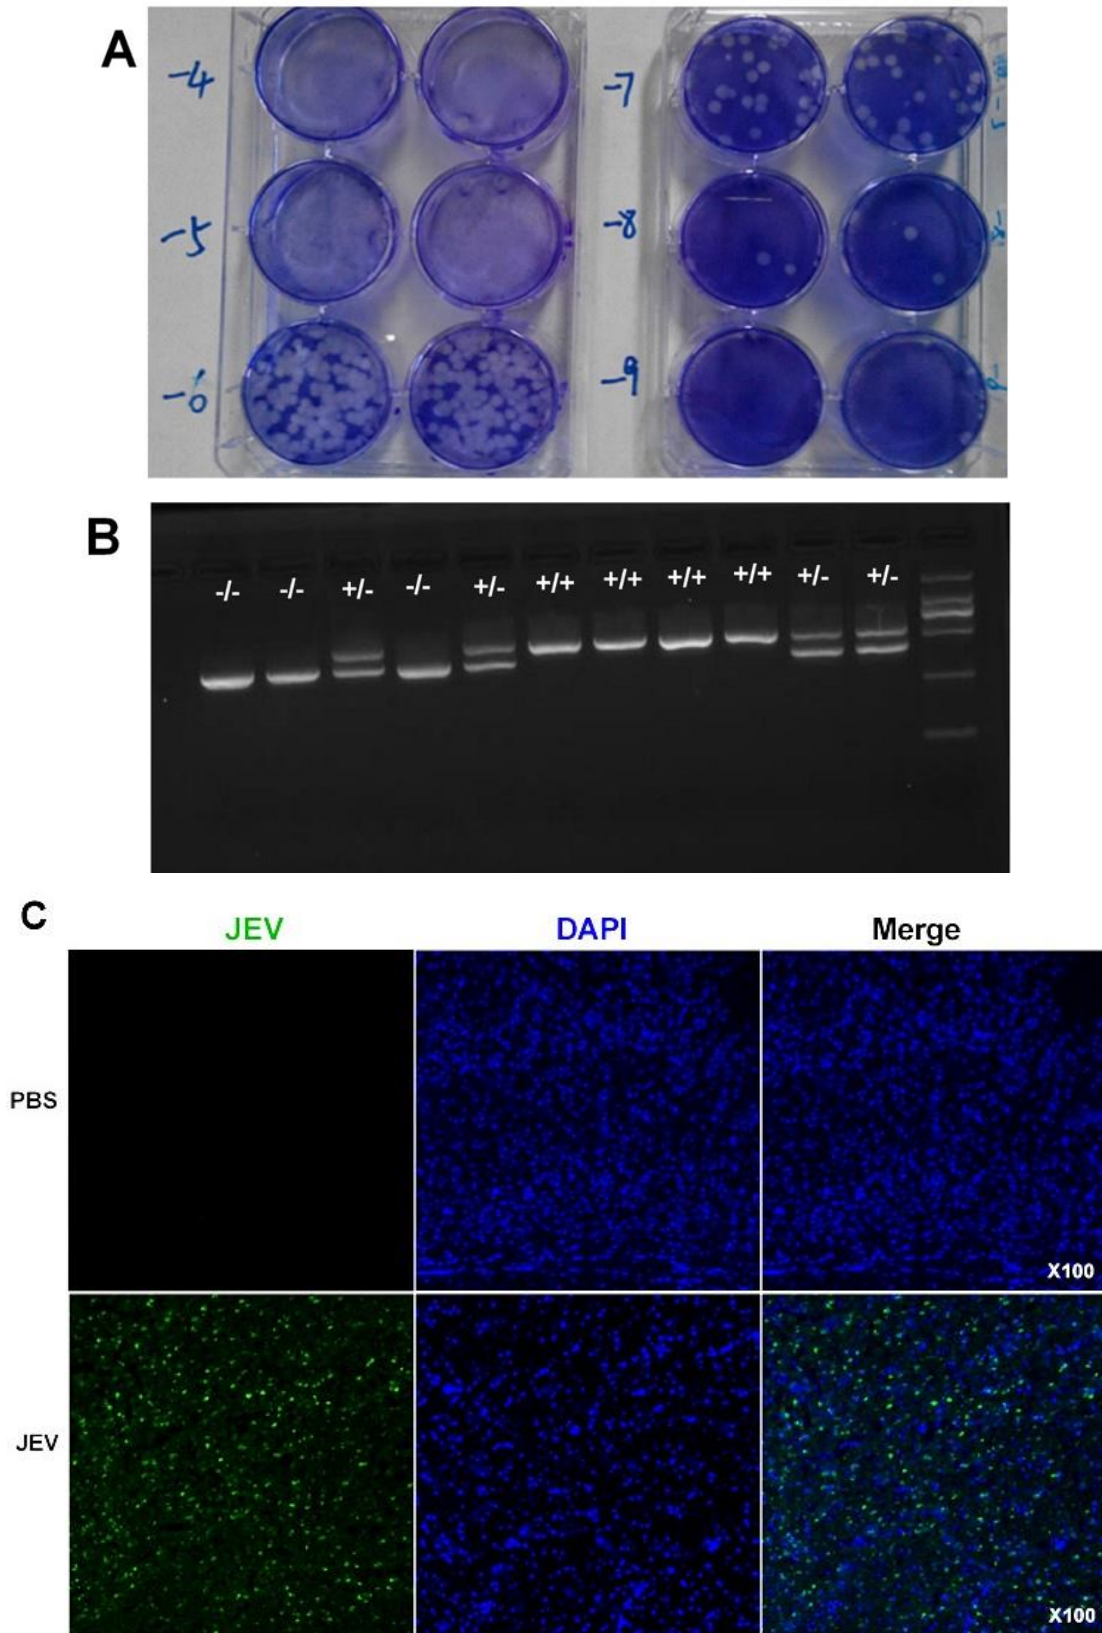 A
-4
-7
-5
-8
-6
-9
B
-/- -/- +/- -/- +/- +/+ +/+ +/+ +/+ +/- +/-
C
JEV DAPI Merge
PBS
X100
JEV
X100